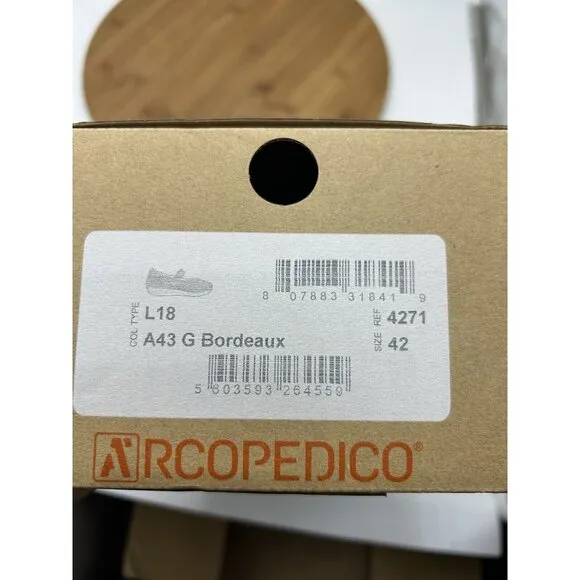 8 07883 31841 9
TYPE L18
REF 4271
COL A43 G Bordeaux
SIZE 42
5 603593 264559
ARCOPEDICO®